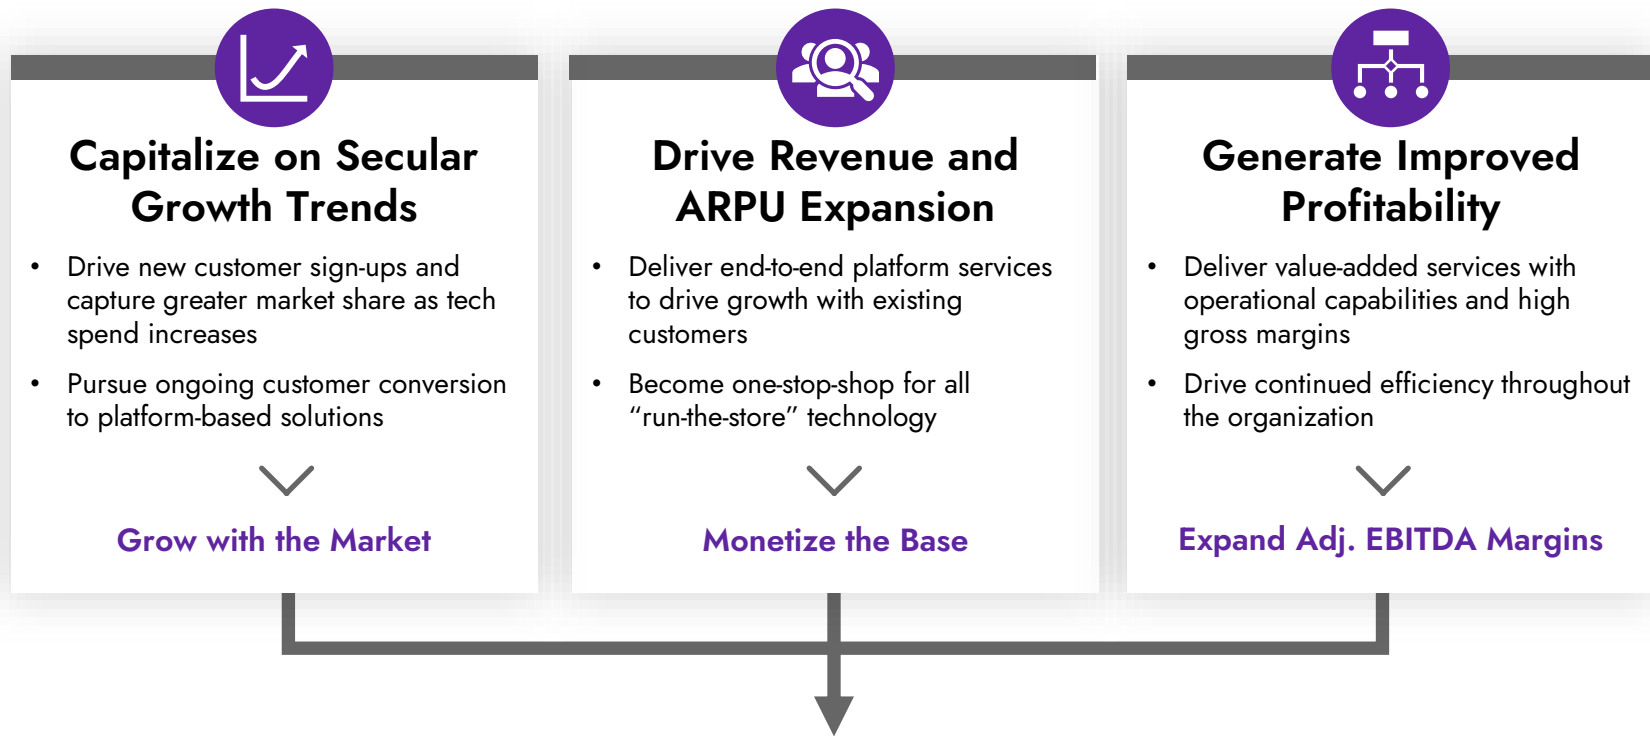 Capitalize on Secular
Growth Trends
• Drive new customer sign-ups and
capture greater market share as tech
spend increases
• Pursue ongoing customer conversion
to platform-based solutions
Grow with the Market
Drive Revenue and
ARPU Expansion
• Deliver end-to-end platform services
to drive growth with existing
customers
• Become one-stop-shop for all
“run-the-store” technology
Monetize the Base
Generate Improved
Profitability
• Deliver value-added services with
operational capabilities and high
gross margins
• Drive continued efficiency throughout
the organization
Expand Adj. EBITDA Margins